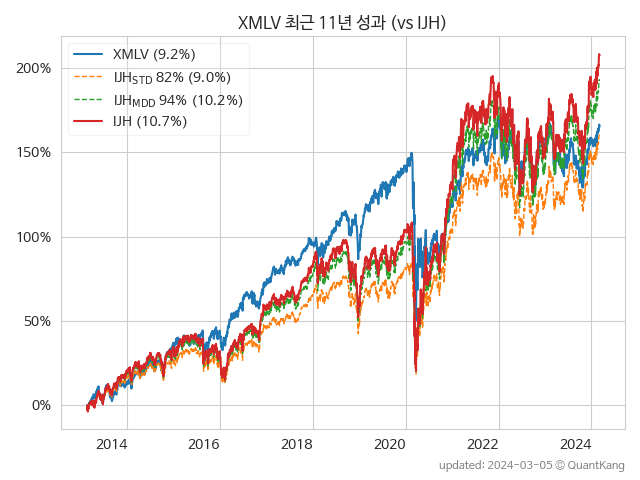 XMLV 최근 11년 성과 (vs IJH)
XMLV (9.2%)
IJH_STD 82% (9.0%)
IJH_MDD 94% (10.2%)
IJH (10.7%)
200%
150%
100%
50%
0%
2014 2016 2018 2020 2022 2024
updated: 2024-03-05 © QuantKang